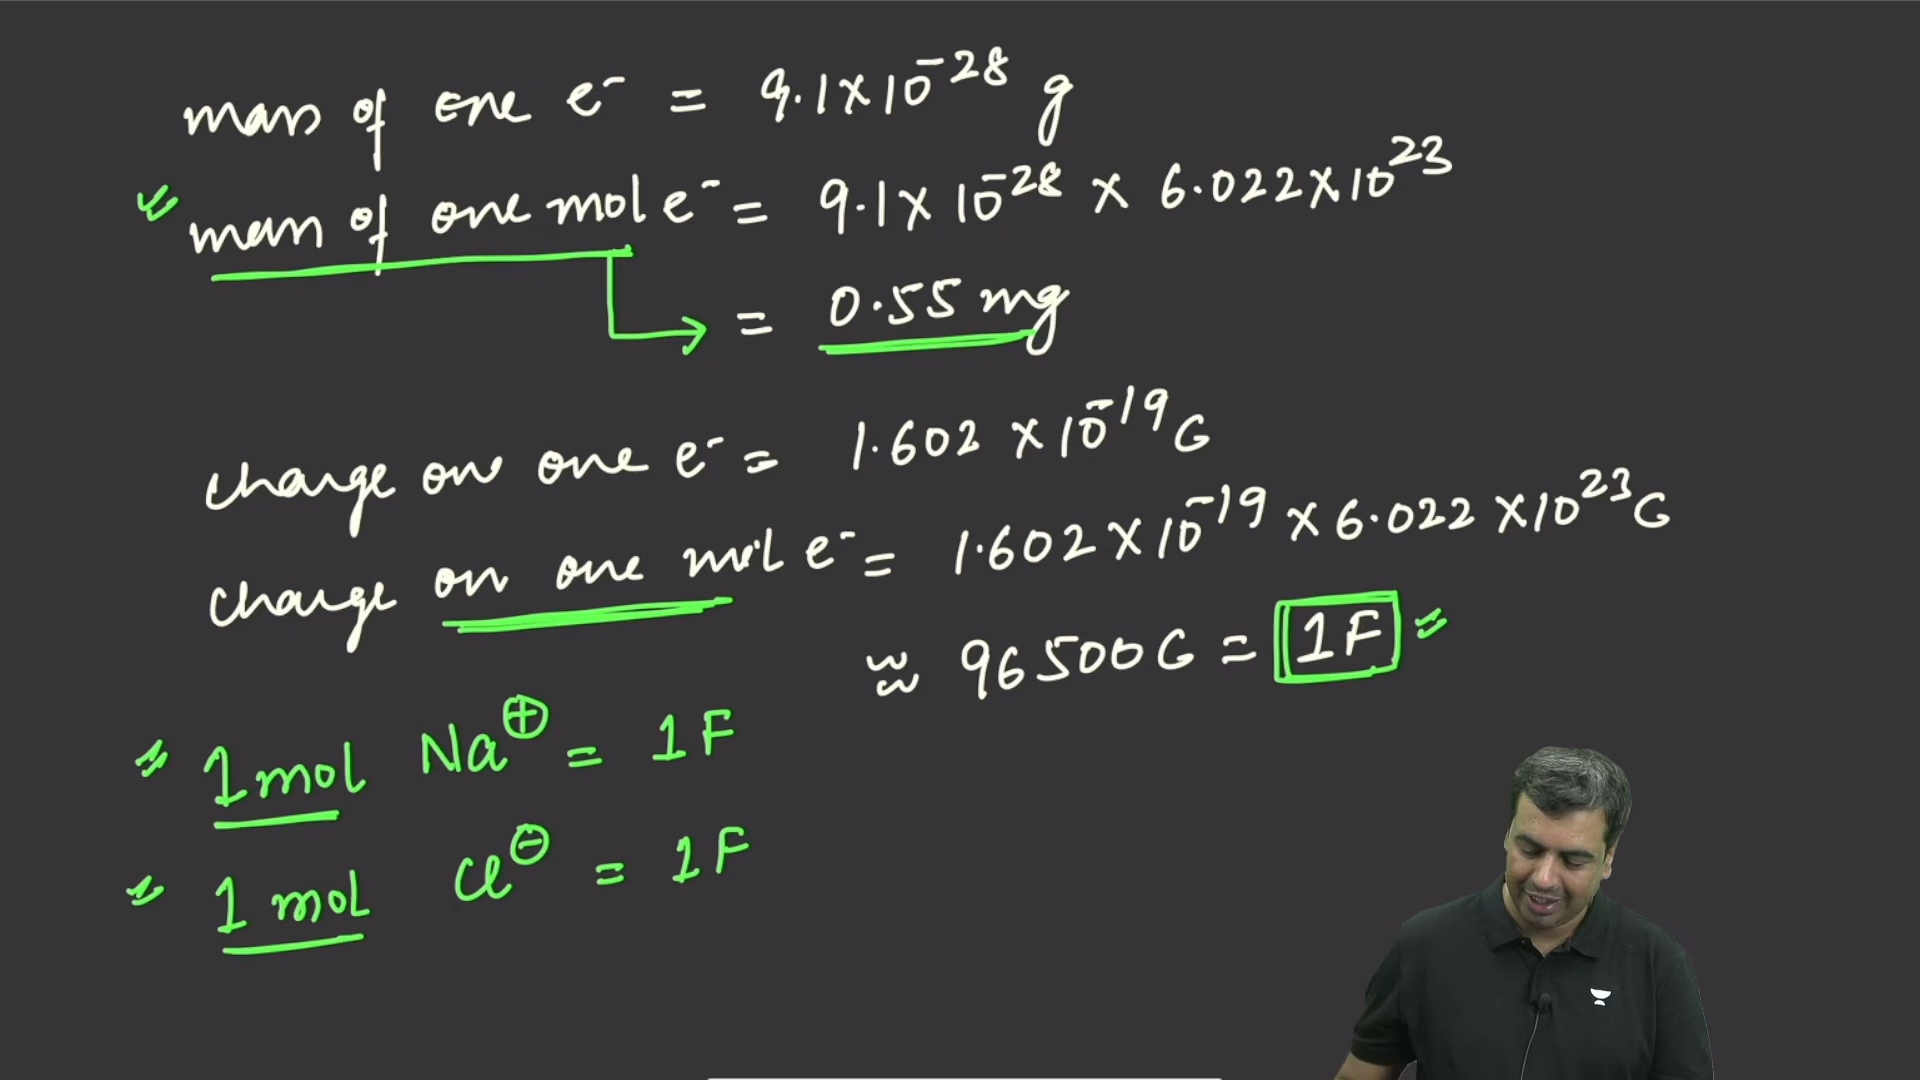 mass of one e⁻ = 9.1×10⁻²⁸ g
mass of one mol e⁻ = 9.1×10⁻²⁸ × 6.022×10²³
= 0.55 mg
charge on one e⁻ = 1.602 ×10⁻¹⁹ C
charge on one mol e⁻ = 1.602×10⁻¹⁹ × 6.022 ×10²³ C
≈ 96500 C = 1F
1 mol Na⊕ = 1F
1 mol Cl⊖ = 1F